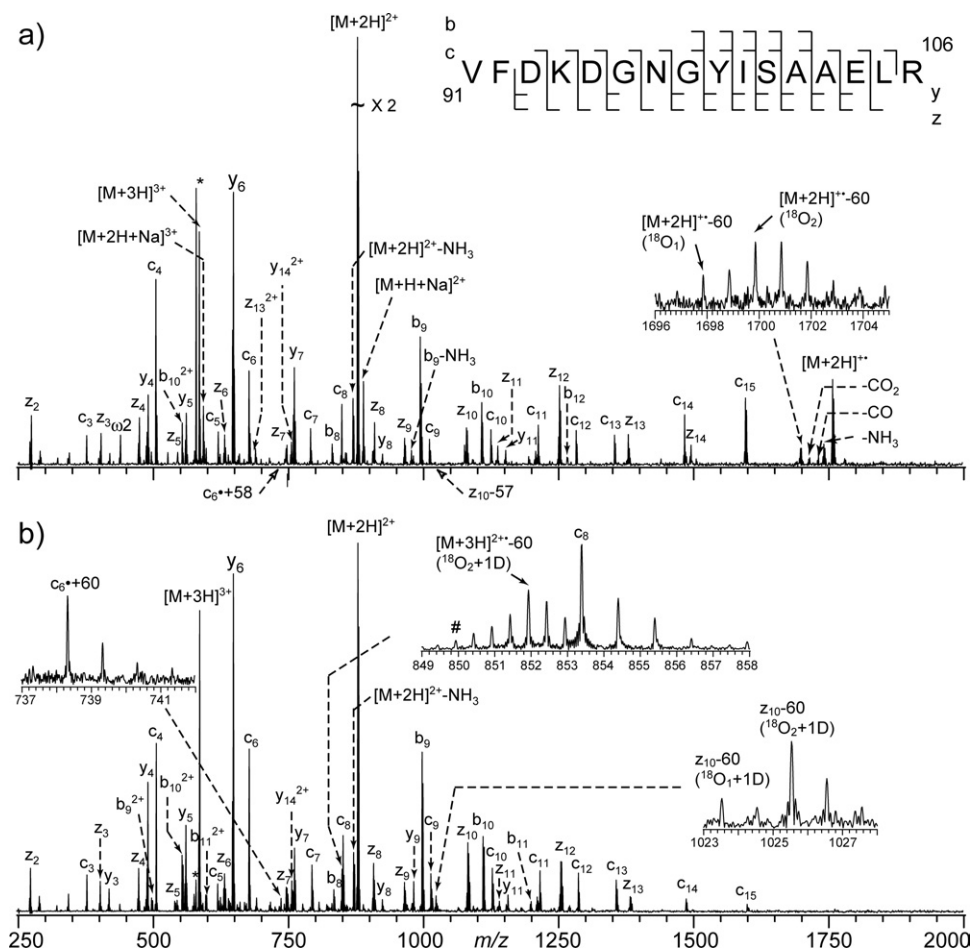 a)
[M+2H]²⁺
~ X 2
b
c
106
V F D K D G N G Y I S A A E L R
91
y
z
[M+3H]³⁺
*
y₆
[M+2H+Na]³⁺
y₁₄²⁺
z₁₃²⁺
[M+2H]²⁺-NH₃
[M+H+Na]²⁺
[M+2H]⁺•-60
(¹⁸O₁)
[M+2H]⁺•-60
(¹⁸O₂)
1696 1698 1700 1702 1704
c₄
b₉
b₉-NH₃
y₄
b₁₀²⁺
y₅
c₆
y₇
z₆
c₈
z₁₁
z₁₂
b₁₂
[M+2H]⁺•
-CO₂
-CO
-NH₃
z₂
c₃
z₃
ω2
z₄
z₅
c₅
z₇
c₇
b₈
z₈
y₈
z₉
c₉
z₁₀
b₁₀
c₁₀
y₁₁
c₁₁
c₁₂
c₁₃
z₁₃
c₁₄
z₁₄
c₁₅
c₆•+58
z₁₀-57
b)
[M+2H]²⁺
y₆
[M+3H]³⁺
c₆•+60
737 739 741
[M+3H]²⁺•-60
(¹⁸O₂+1D)
c₈
#
849 850 851 852 853 854 855 856 857 858
[M+2H]²⁺-NH₃
z₁₀-60
(¹⁸O₂+1D)
z₁₀-60
(¹⁸O₁+1D)
1023 1025 1027
c₄
y₄
b₁₀²⁺
b₉²⁺
y₅
b₁₁²⁺
c₆
y₁₄²⁺
y₇
c₈
b₉
y₉
c₉
z₂
c₃
z₃
y₃
z₄
z₅
*
c₅
z₆
z₇
c₇
b₈
z₈
y₈
z₉
z₁₀
b₁₀
c₁₀
z₁₁
y₁₁
b₁₁
c₁₁
z₁₂
c₁₂
c₁₃
z₁₃
c₁₄
c₁₅
250 500 750 1000 m/z 1250 1500 1750 2000